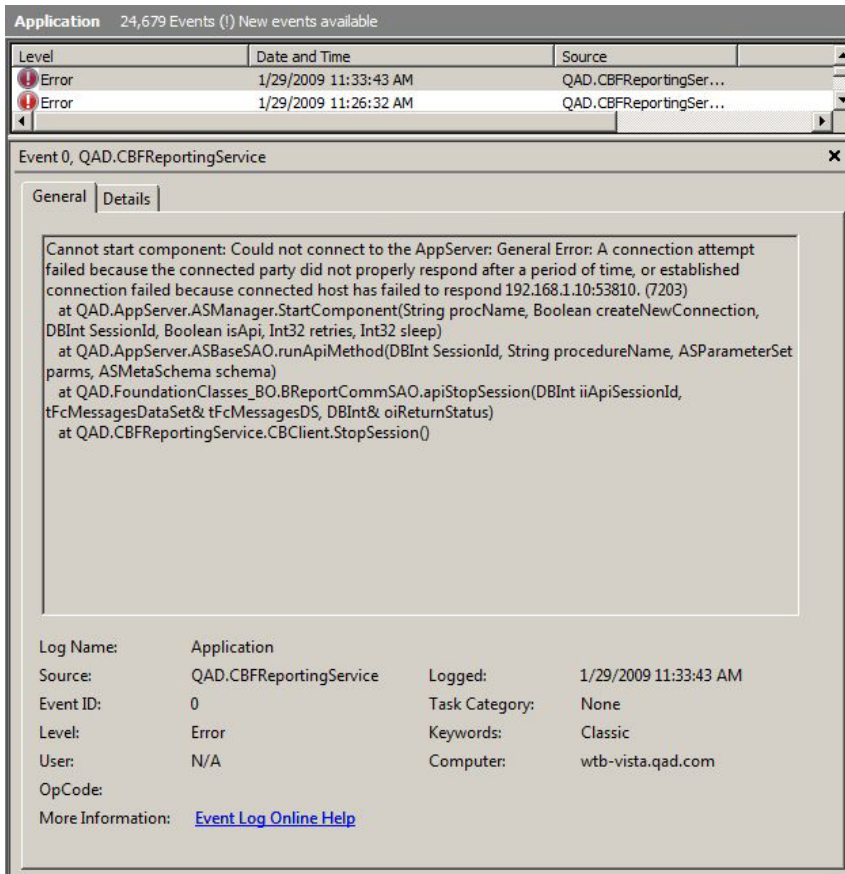 Application 24,679 Events (!) New events available
Level Date and Time Source
Error 1/29/2009 11:33:43 AM QAD.CBFReportingSer...
Error 1/29/2009 11:26:32 AM QAD.CBFReportingSer...
Event 0, QAD.CBFReportingService
General Details
Cannot start component: Could not connect to the AppServer: General Error: A connection attempt
failed because the connected party did not properly respond after a period of time, or established
connection failed because connected host has failed to respond 192.168.1.10:53810. (7203)
at QAD.AppServer.ASManager.StartComponent(String procName, Boolean createNewConnection,
DBInt SessionId, Boolean isApi, Int32 retries, Int32 sleep)
at QAD.AppServer.ASBaseSAO.runApiMethod(DBInt SessionId, String procedureName, ASParameterSet
parms, ASMetaSchema schema)
at QAD.FoundationClasses_BO.BReportCommSAO.apiStopSession(DBInt iiApiSessionId,
tFcMessagesDataSet& tFcMessagesDS, DBInt& oiReturnStatus)
at QAD.CBFReportingService.CBClient.StopSession()
Log Name: Application
Source: QAD.CBFReportingService Logged: 1/29/2009 11:33:43 AM
Event ID: 0 Task Category: None
Level: Error Keywords: Classic
User: N/A Computer: wtb-vista.qad.com
OpCode:
More Information: Event Log Online Help